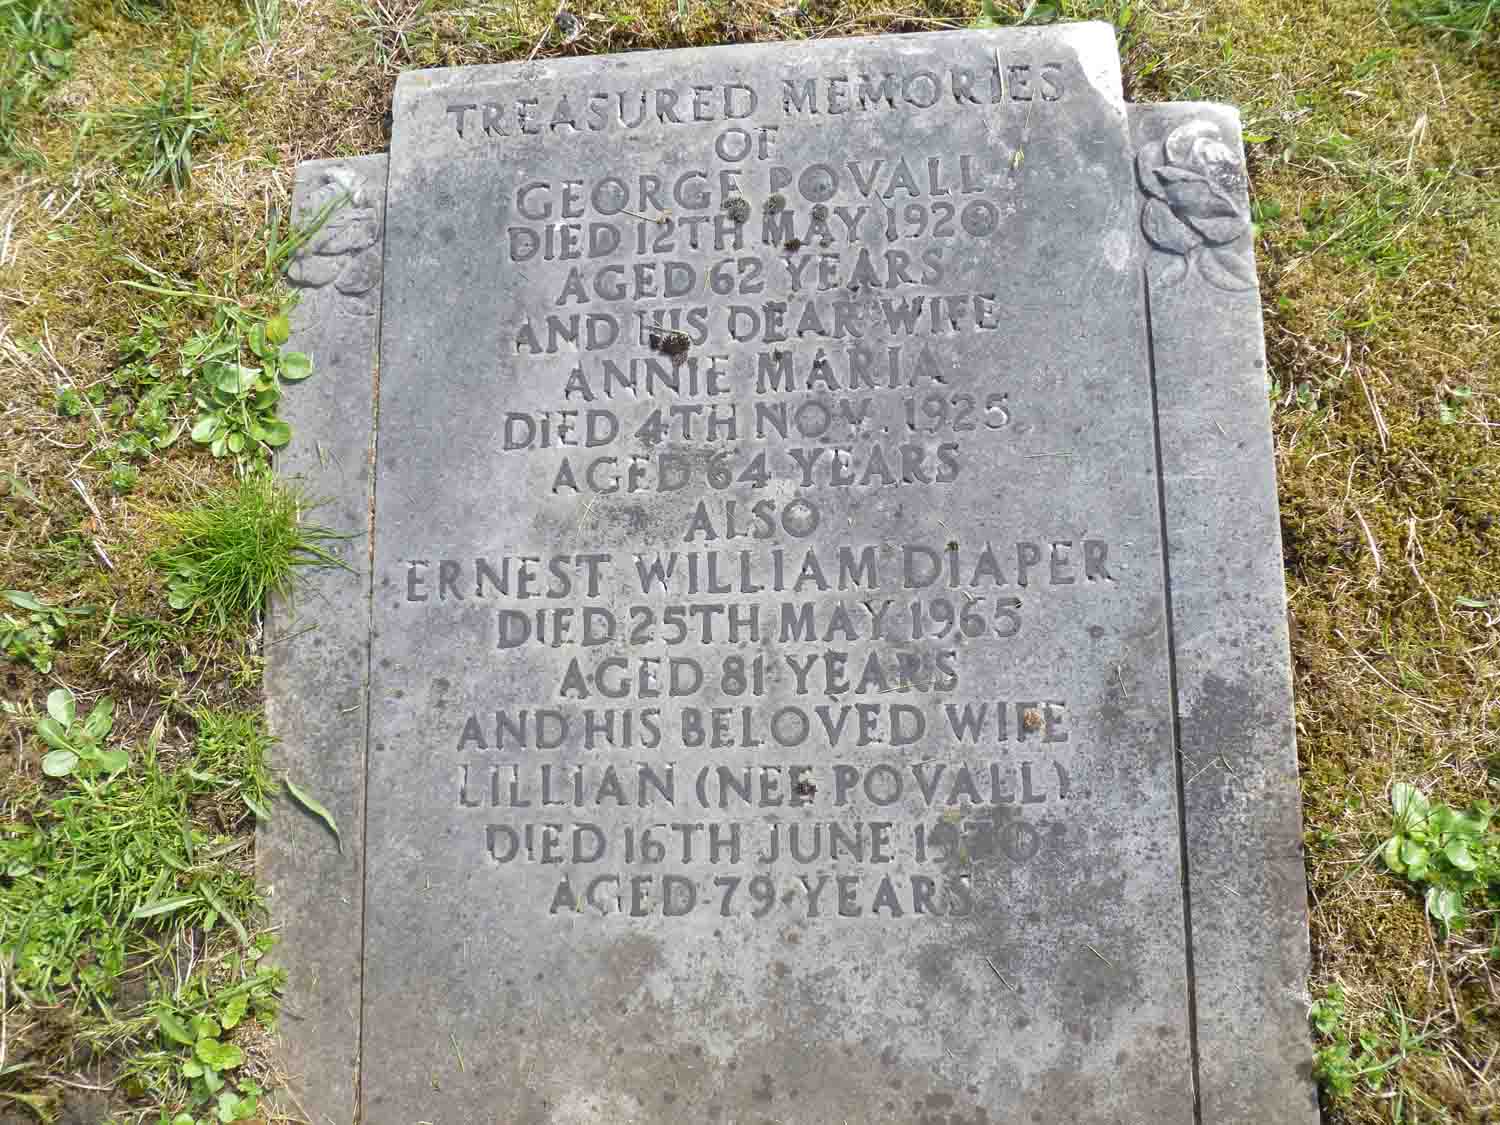 TREASURED MEMORIES
OF
GEORGE POVALL
DIED 12TH MAY 1920
AGED 62 YEARS
AND HIS DEAR WIFE
ANNIE MARIA
DIED 4TH NOV. 1925
AGED 64 YEARS
ALSO
ERNEST WILLIAM DIAPER
DIED 25TH MAY 1965
AGED 81 YEARS
AND HIS BELOVED WIFE
LILLIAN (NEE POVALL)
DIED 16TH JUNE 1970
AGED 79 YEARS